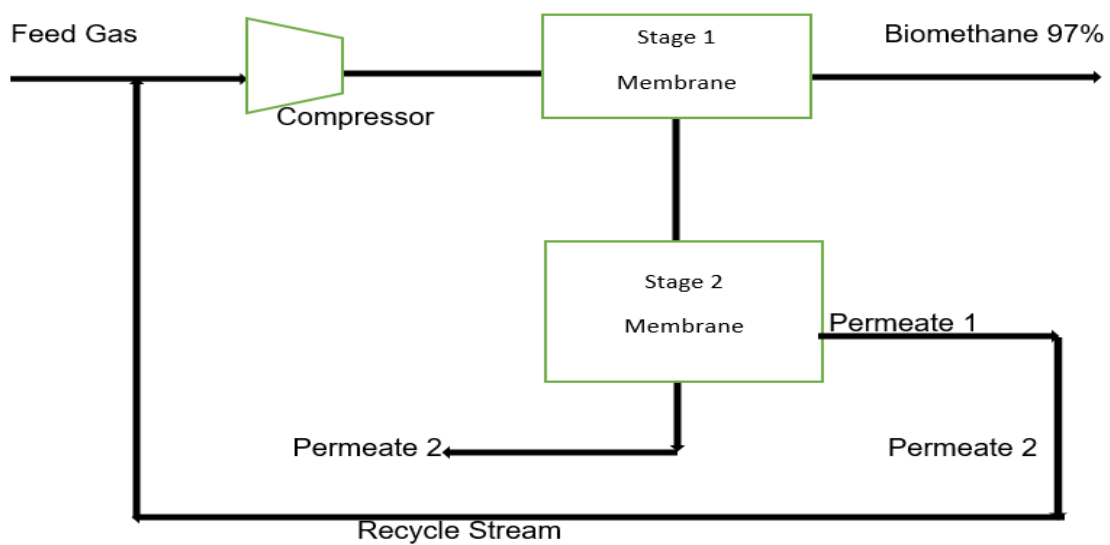 Feed Gas
Stage 1
Membrane
Biomethane 97%
Compressor
Stage 2
Membrane
Permeate 1
Permeate 2
Permeate 2
Recycle Stream